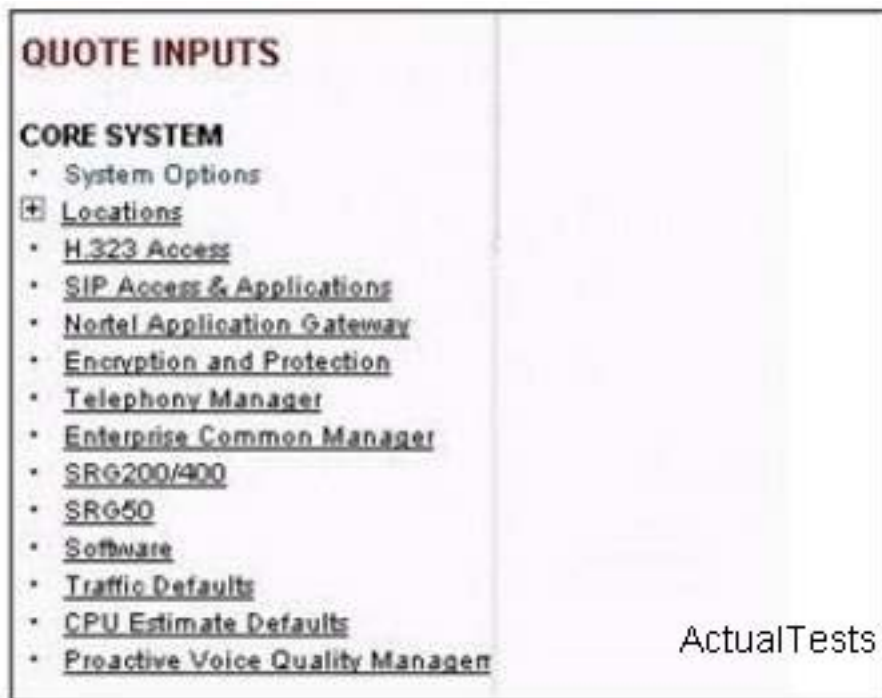 QUOTE INPUTS
CORE SYSTEM
System Options
Locations
H.323 Access
SIP Access & Applications
Nortel Application Gateway
Encryption and Protection
Telephony Manager
Enterprise Common Manager
SRG200/400
SRG50
Software
Traffic Defaults
CPU Estimate Defaults
Proactive Voice Quality Managem
ActualTests